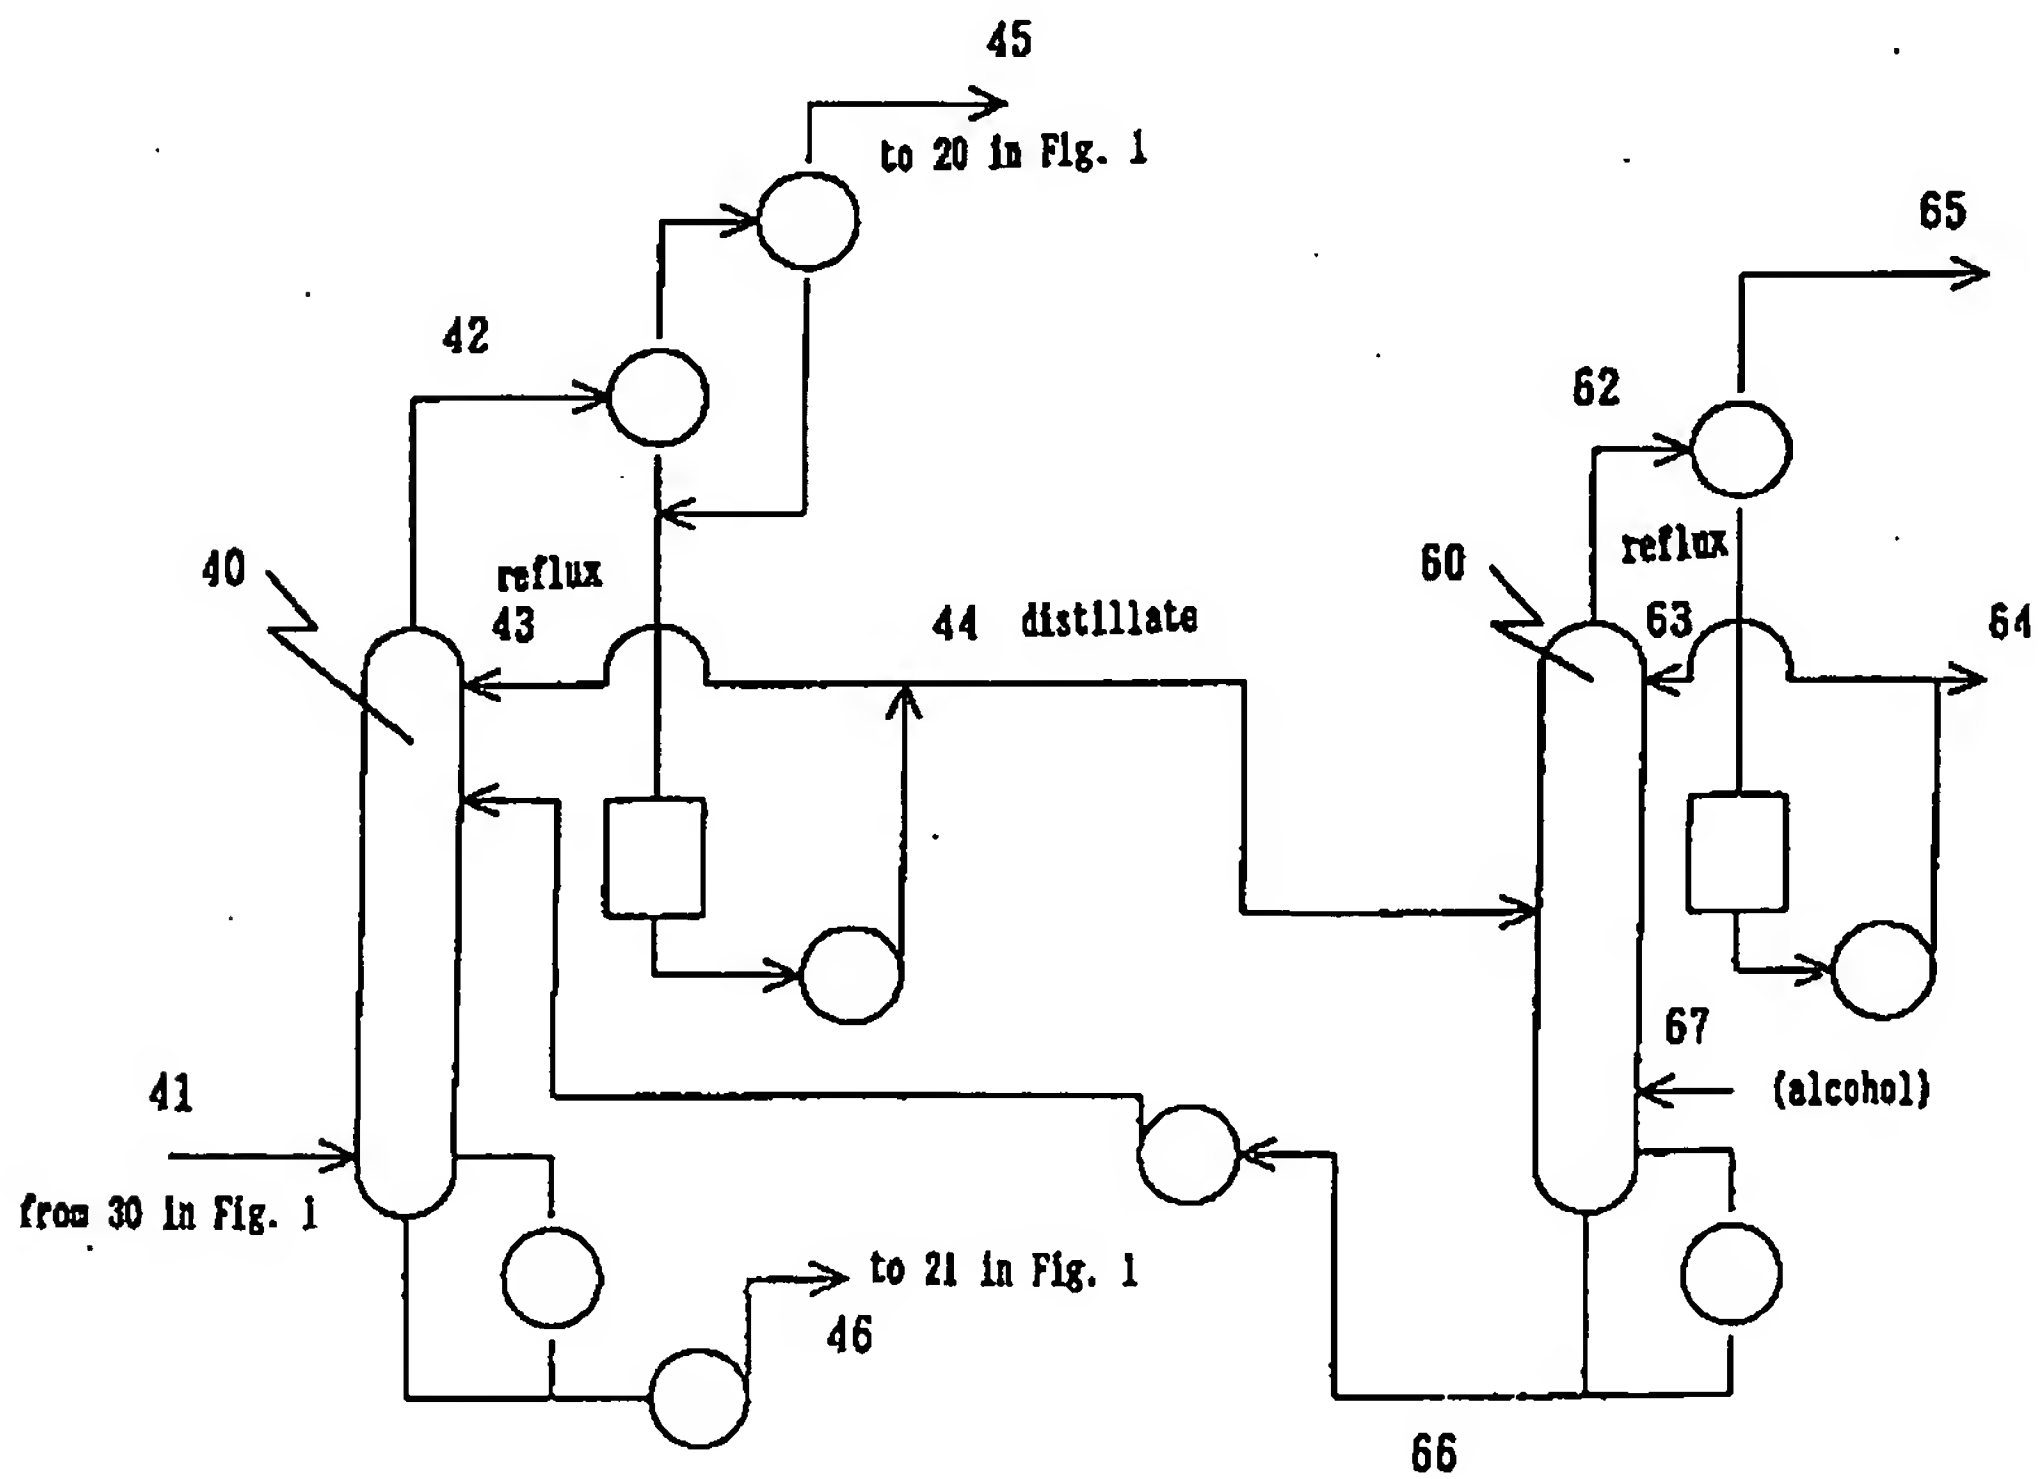 45
to 20 in Fig. 1
65
42
62
reflux
40
reflux
60
43
44 distillate
63
64
67
41
(alcohol)
from 30 in Fig. 1
to 21 in Fig. 1
46
66